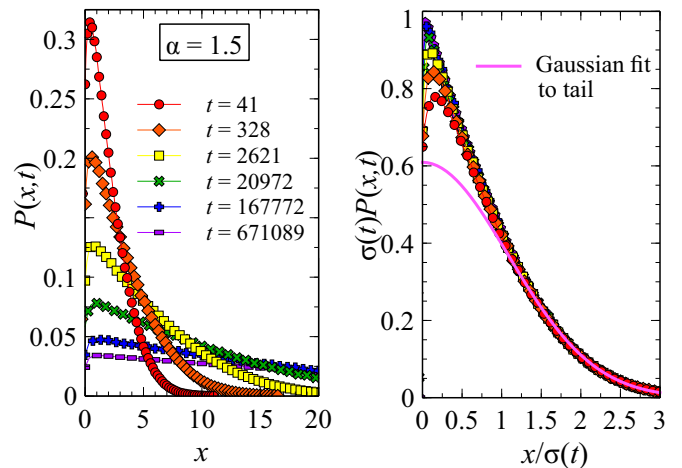 0.3
0.25
0.2
0.15
0.1
0.05
0
P(x,t)
α = 1.5
t = 41
t = 328
t = 2621
t = 20972
t = 167772
t = 671089
0 5 10 15 20
x
1
0.8
0.6
0.4
0.2
0
σ(t)P(x,t)
Gaussian fit
to tail
0 0.5 1 1.5 2 2.5 3
x/σ(t)